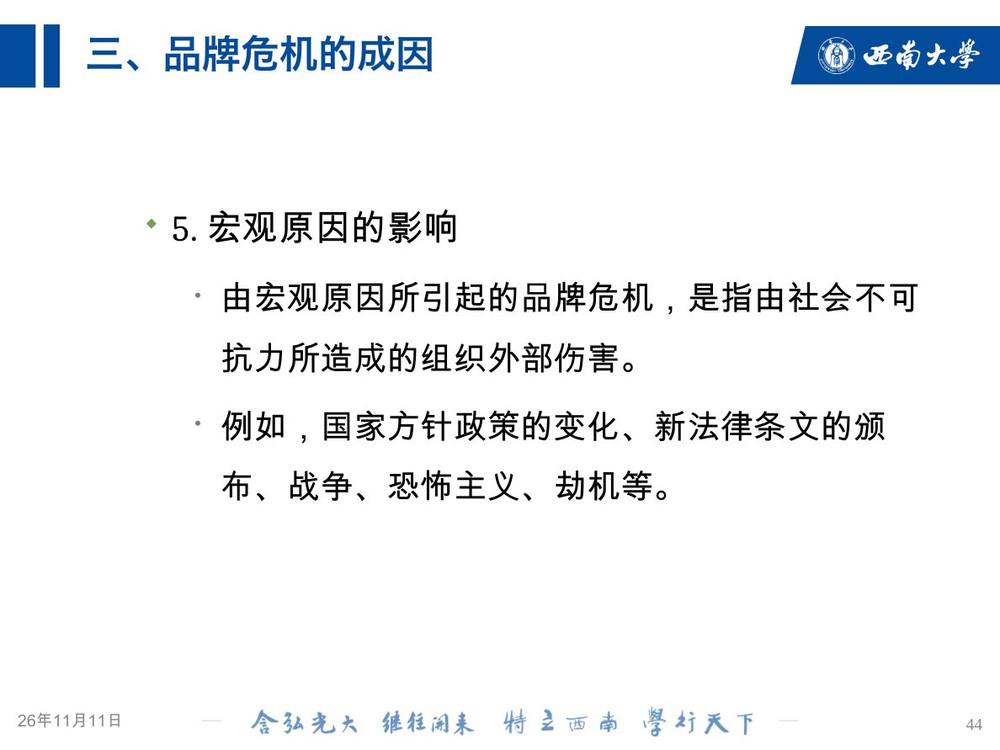 三、品牌危机的成因
西南大学
5. 宏观原因的影响
由宏观原因所引起的品牌危机，是指由社会不可
抗力所造成的组织外部伤害。
例如，国家方针政策的变化、新法律条文的颁
布、战争、恐怖主义、劫机等。
26年11月11日
含弘光大 继往开来 特立西南 學行天下
44